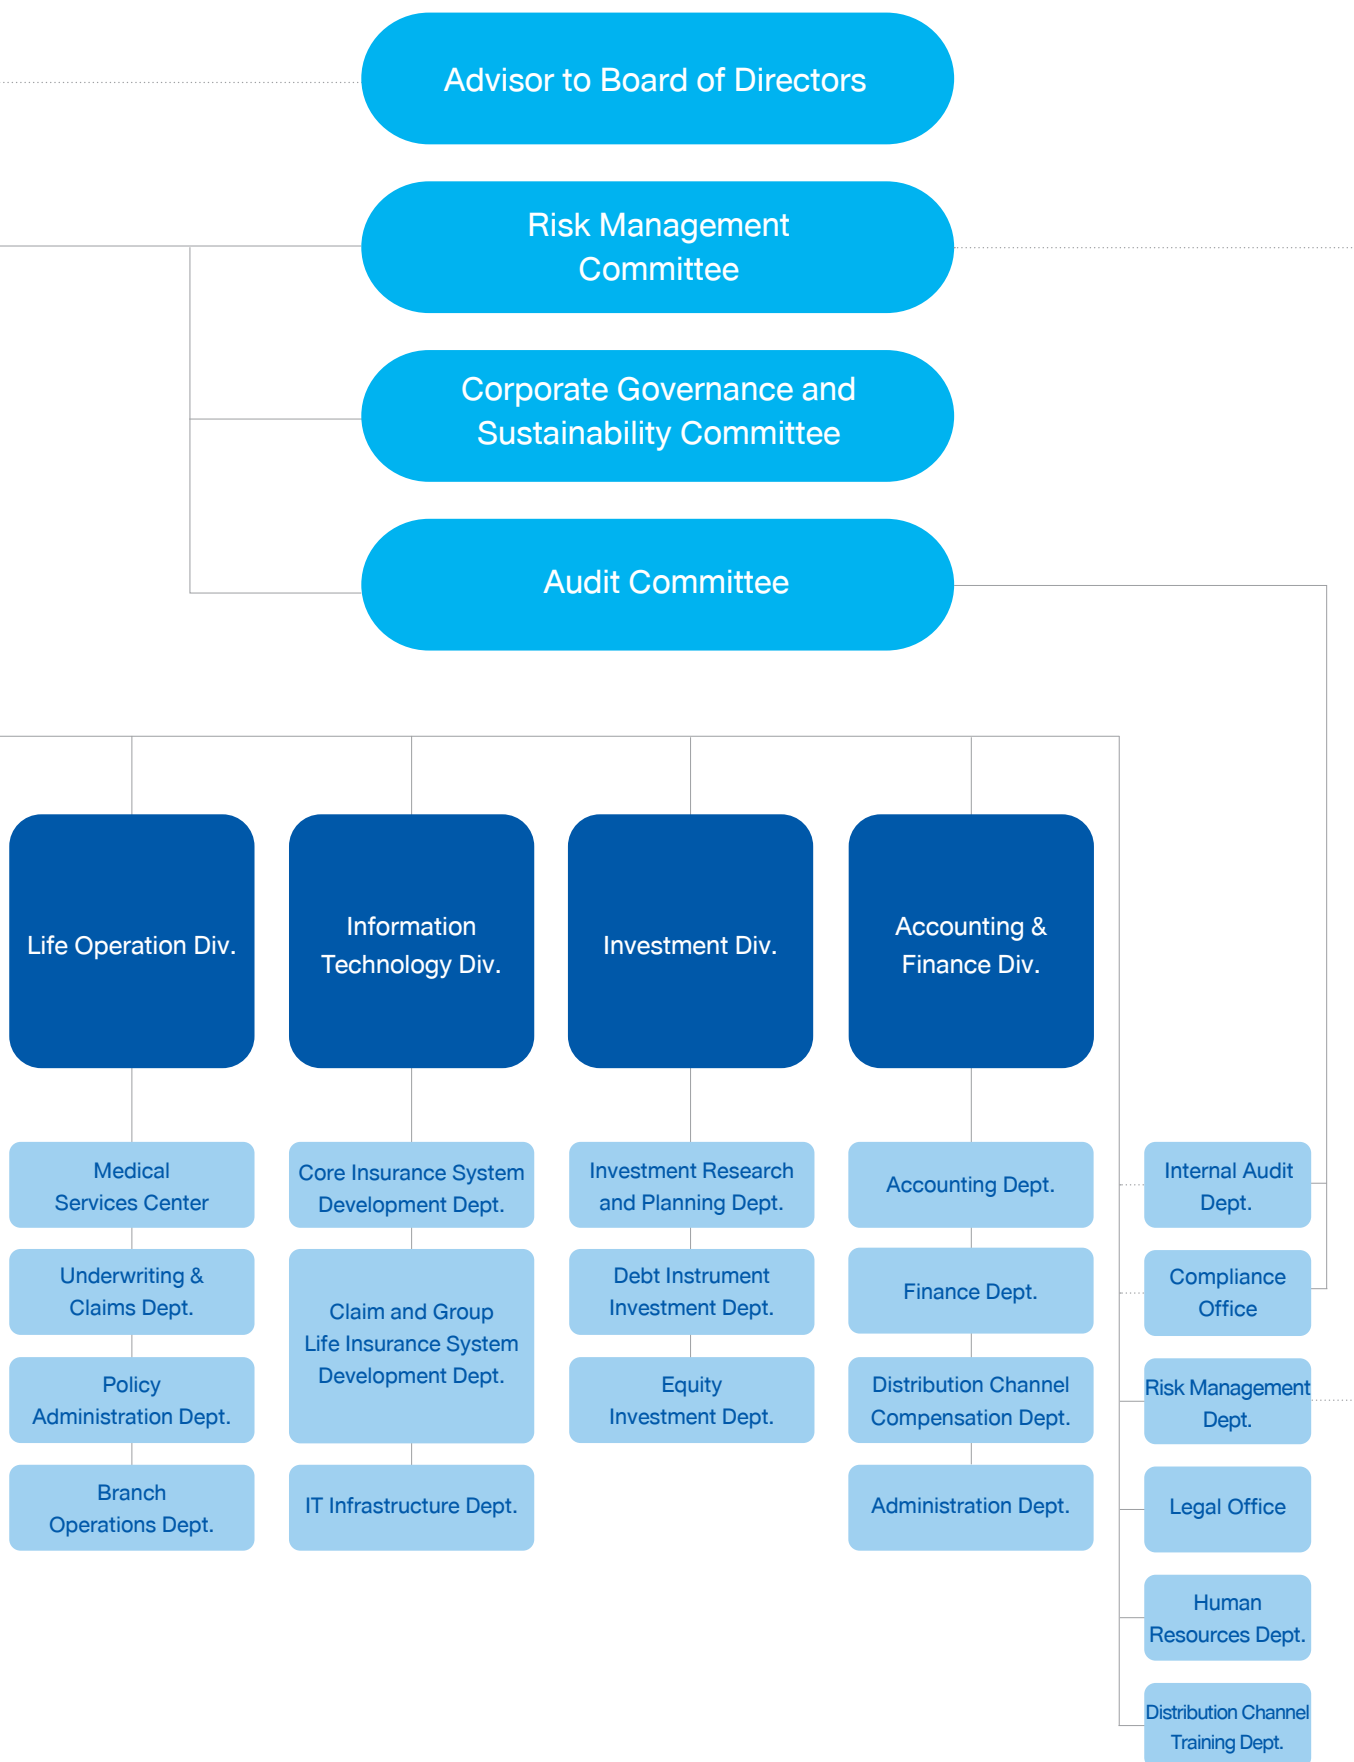 Advisor to Board of Directors
Risk Management
Committee
Corporate Governance and
Sustainability Committee
Audit Committee
Life Operation Div.
Information
Technology Div.
Investment Div.
Accounting &
Finance Div.
Medical
Services Center
Underwriting &
Claims Dept.
Policy
Administration Dept.
Branch
Operations Dept.
Core Insurance System
Development Dept.
Claim and Group
Life Insurance System
Development Dept.
IT Infrastructure Dept.
Investment Research
and Planning Dept.
Debt Instrument
Investment Dept.
Equity
Investment Dept.
Accounting Dept.
Finance Dept.
Distribution Channel
Compensation Dept.
Administration Dept.
Internal Audit
Dept.
Compliance
Office
Risk Management
Dept.
Legal Office
Human
Resources Dept.
Distribution Channel
Training Dept.